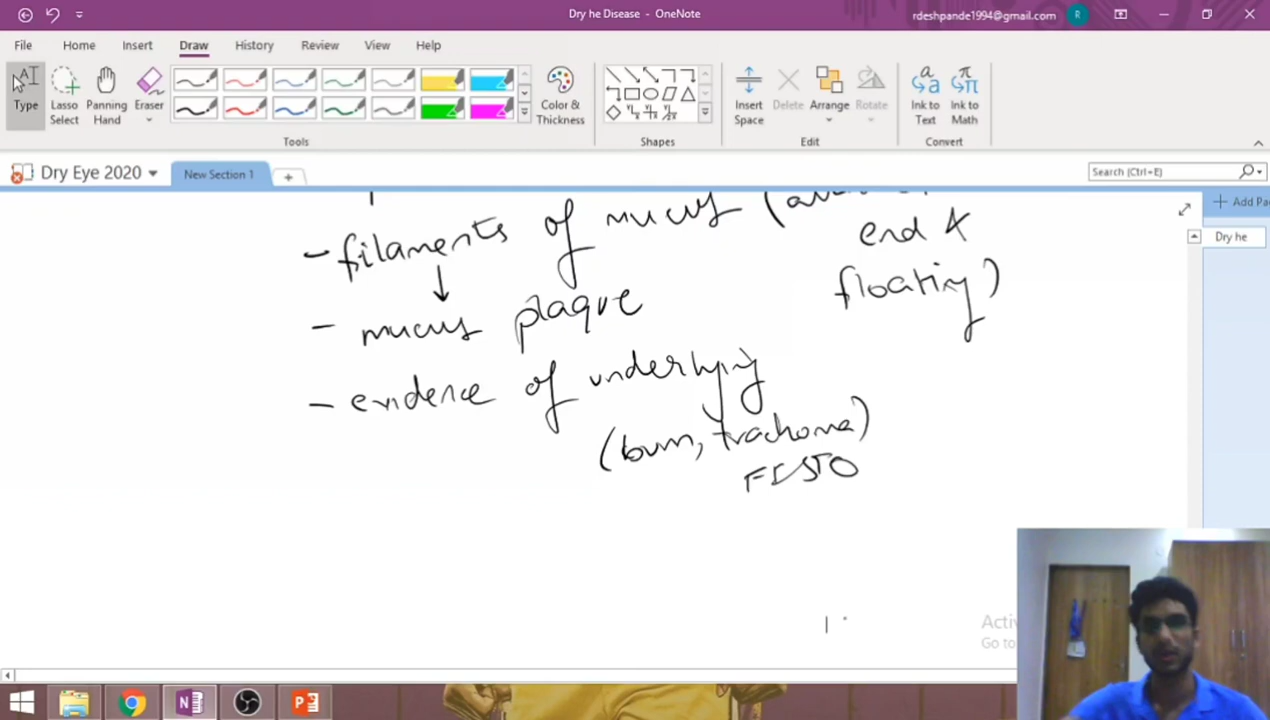 Dry he Disease - OneNote
rdeshpande1994@gmail.com R
File Home Insert Draw History Review View Help
Type
Lasso Select
Panning Hand
Eraser
Color & Thickness
Insert Space
Delete
Arrange
Rotate
Ink to Text
Ink to Math
Tools
Shapes
Edit
Convert
Dry Eye 2020
New Section 1
Search (Ctrl+E)
Add Pa
Dry he
- filaments of mucus (
end &
floating)
- mucus plaque
- evidence of underlying
(burn, trachoma)
Activ
Go to